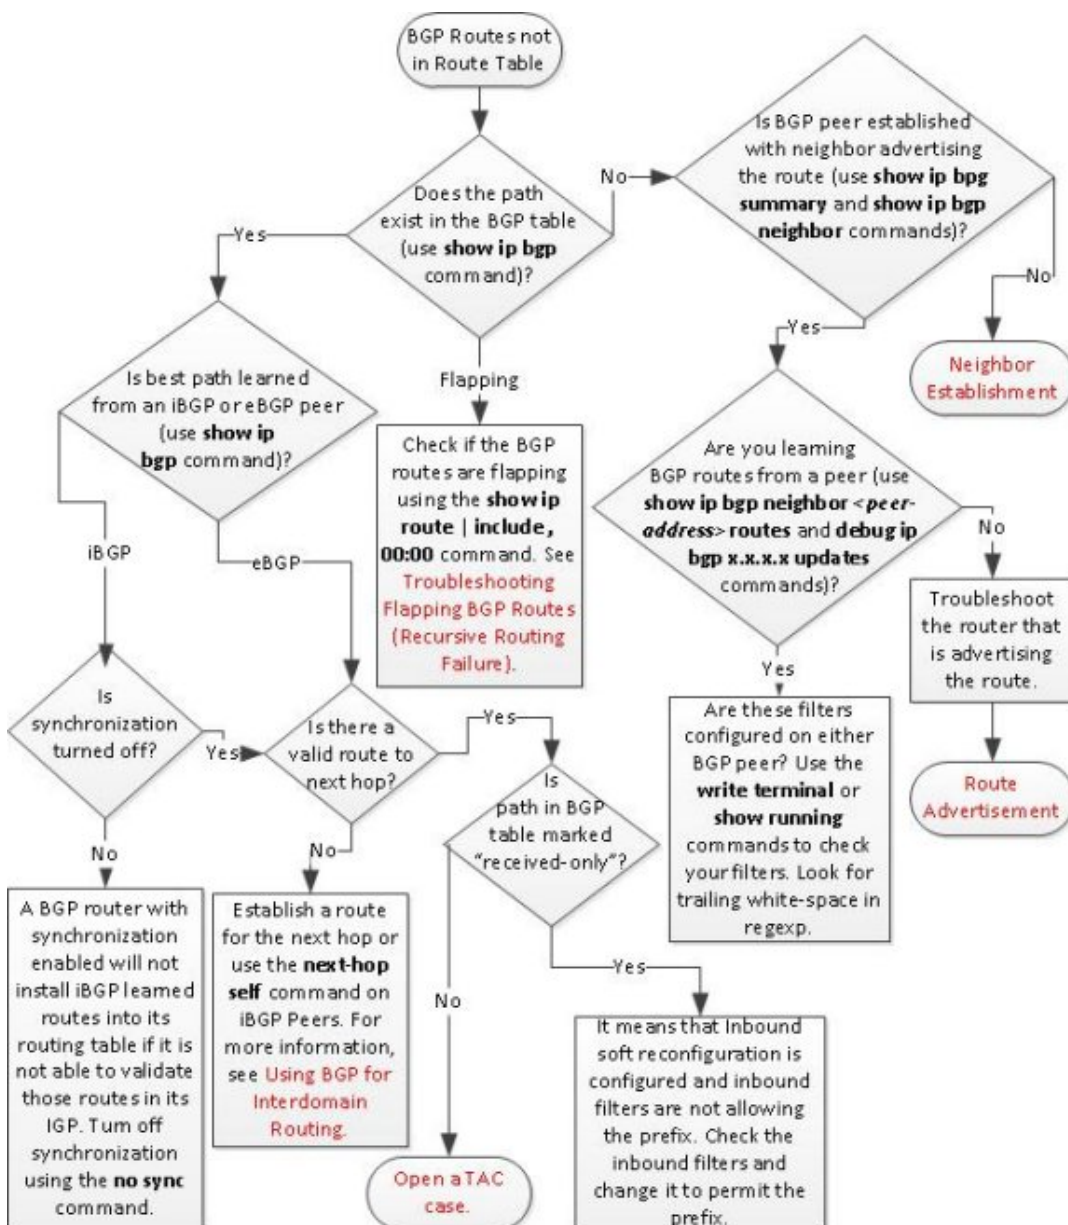 BGP Routes not
in Route Table
Is BGP peer established
with neighbor advertising
the route (use show ip bpg
summary and show ip bgp
neighbor commands)?
No
Does the path
exist in the BGP table
(use show ip bgp
command)?
Yes
No
Yes
Neighbor
Establishment
Flapping
Is best path learned
from an iBGP or eBGP peer
(use show ip
bgp command)?
Check if the BGP
routes are flapping
using the show ip
route | include ,
00:00 command. See
Troubleshooting
Flapping BGP Routes
(Recursive Routing
Failure).
Are you learning
BGP routes from a peer (use
show ip bgp neighbor <peer-
address> routes and debug ip
bgp x.x.x.x updates
commands)?
No
iBGP
eBGP
Troubleshoot
the router that
is advertising
the route.
Yes
Is
synchronization
turned off?
Yes
Is there a
valid route to
next hop?
Yes
Are these filters
configured on either
BGP peer? Use the
write terminal or
show running
commands to check
your filters. Look for
trailing white-space in
regexp.
Route
Advertisement
Is
path in BGP
table marked
"received-only"?
No
No
A BGP router with
synchronization
enabled will not
install iBGP learned
routes into its
routing table if it is
not able to validate
those routes in its
IGP. Turn off
synchronization
using the no sync
command.
Establish a route
for the next hop or
use the next-hop
self command on
iBGP Peers. For
more information,
see Using BGP for
Interdomain
Routing.
No
Yes
Open a TAC
case.
It means that Inbound
soft reconfiguration is
configured and inbound
filters are not allowing
the prefix. Check the
inbound filters and
change it to permit the
prefix.